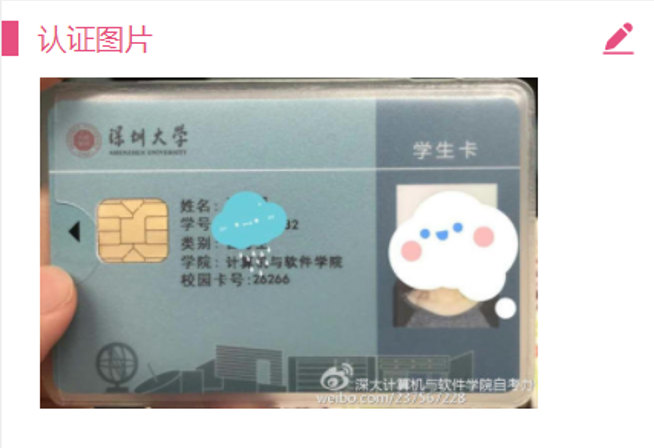 认证图片
深圳大学
SHENZHEN UNIVERSITY
学生卡
姓名:
学号 82
类别:
学院: 计算机与软件学院
校园卡号:26266
深大计算机与软件学院自考办
weibo.com/237567228